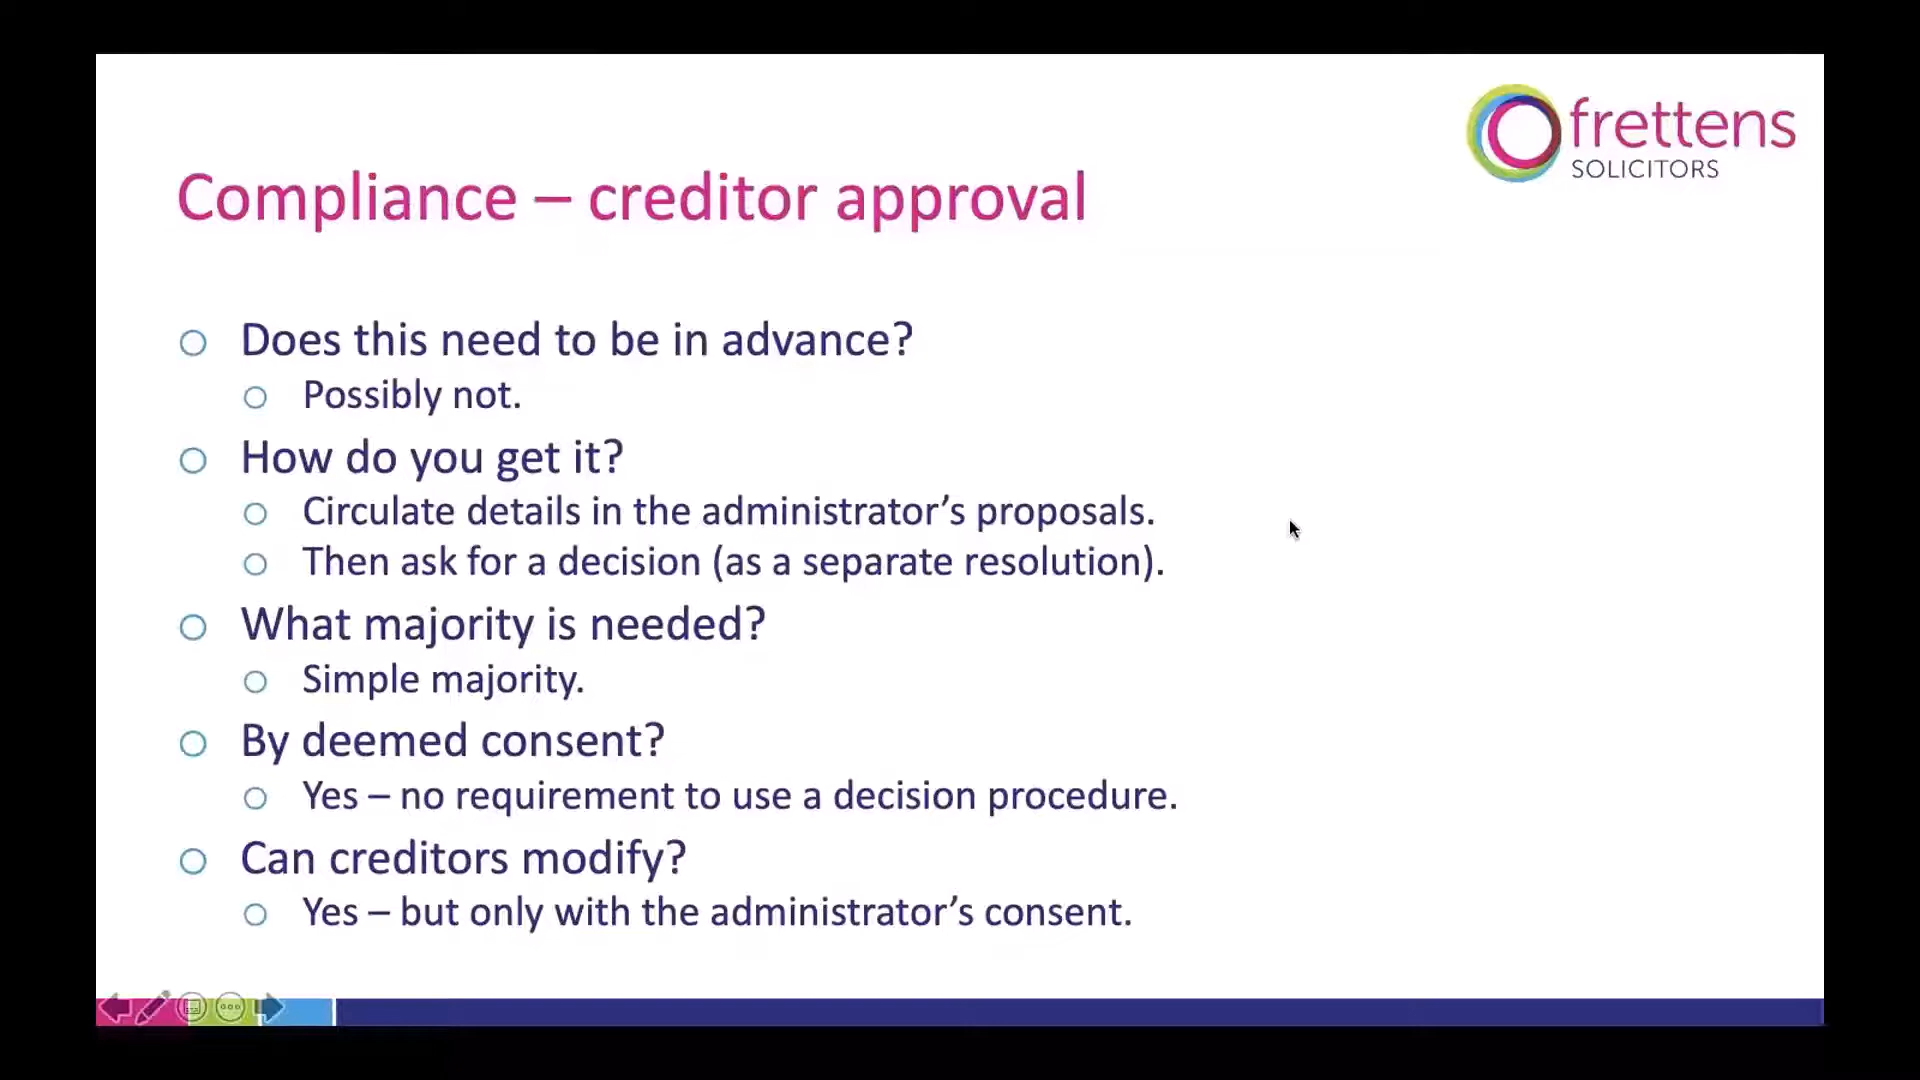 frettens
SOLICITORS
Compliance – creditor approval
Does this need to be in advance?
Possibly not.
How do you get it?
Circulate details in the administrator’s proposals.
Then ask for a decision (as a separate resolution).
What majority is needed?
Simple majority.
By deemed consent?
Yes – no requirement to use a decision procedure.
Can creditors modify?
Yes – but only with the administrator’s consent.